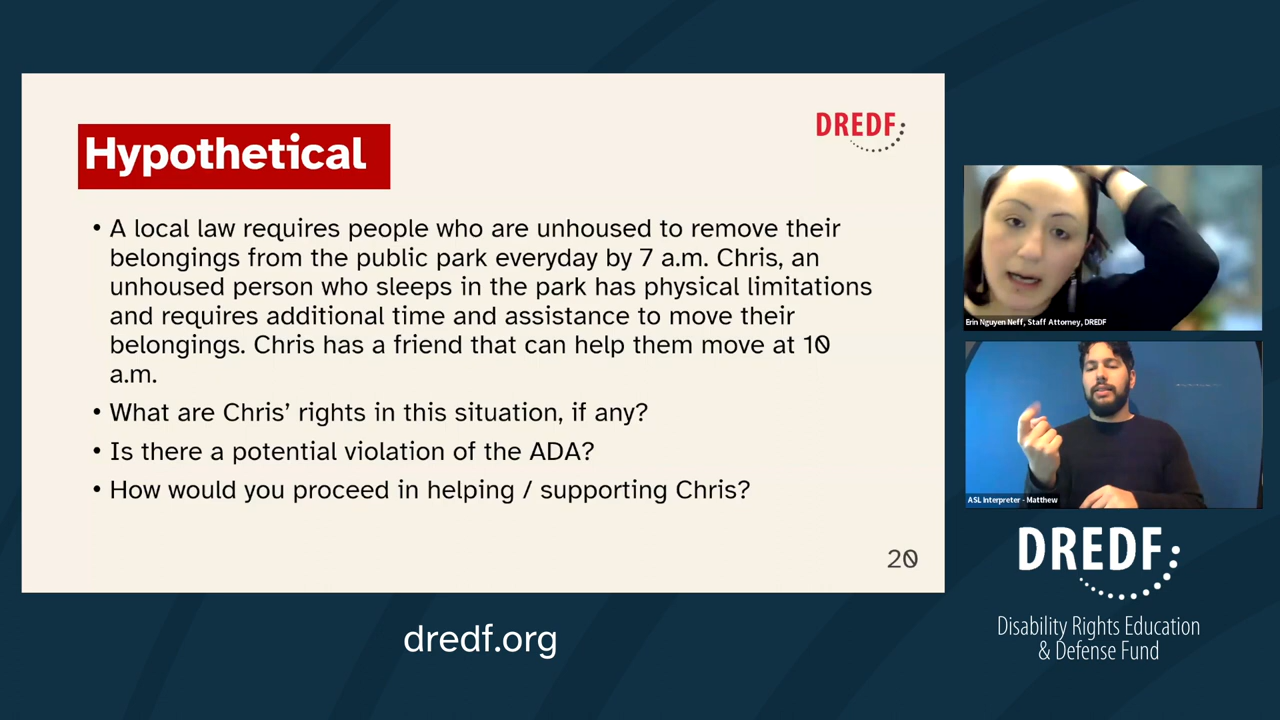 Hypothetical
DREDF
• A local law requires people who are unhoused to remove their
belongings from the public park everyday by 7 a.m. Chris, an
unhoused person who sleeps in the park has physical limitations
and requires additional time and assistance to move their
belongings. Chris has a friend that can help them move at 10
a.m.
• What are Chris’ rights in this situation, if any?
• Is there a potential violation of the ADA?
• How would you proceed in helping / supporting Chris?
20
Erin Nguyen Neff, Staff Attorney, DREDF
ASL Interpreter - Matthew
DREDF
Disability Rights Education
& Defense Fund
dredf.org